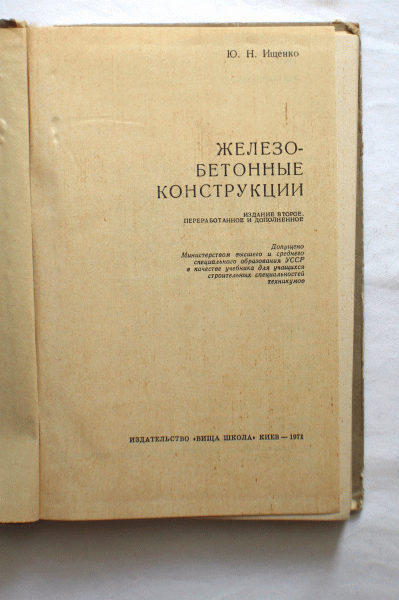 Ю. Н. Ищенко
ЖЕЛЕЗО-
БЕТОННЫЕ
КОНСТРУКЦИИ
ИЗДАНИЕ ВТОРОЕ,
ПЕРЕРАБОТАННОЕ И ДОПОЛНЕННОЕ
Допущено
Министерством высшего и среднего
специального образования УССР
в качестве учебника для учащихся
строительных специальностей
техникумов
ИЗДАТЕЛЬСТВО «ВИЩА ШКОЛА» КИЕВ — 1971